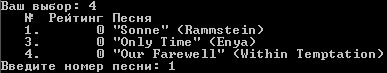 Ваш выбор: 4
№ Рейтинг Песня
1. 0 "Sonne" (Rammstein)
3. 0 "Only Time" (Enya)
4. 0 "Our Farewell" (Within Temptation)
Введите номер песни: 1